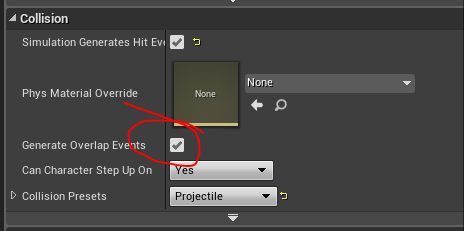 Collision
Simulation Generates Hit Eve
Phys Material Override
None
None
Generate Overlap Events
Can Character Step Up On
Yes
Collision Presets
Projectile